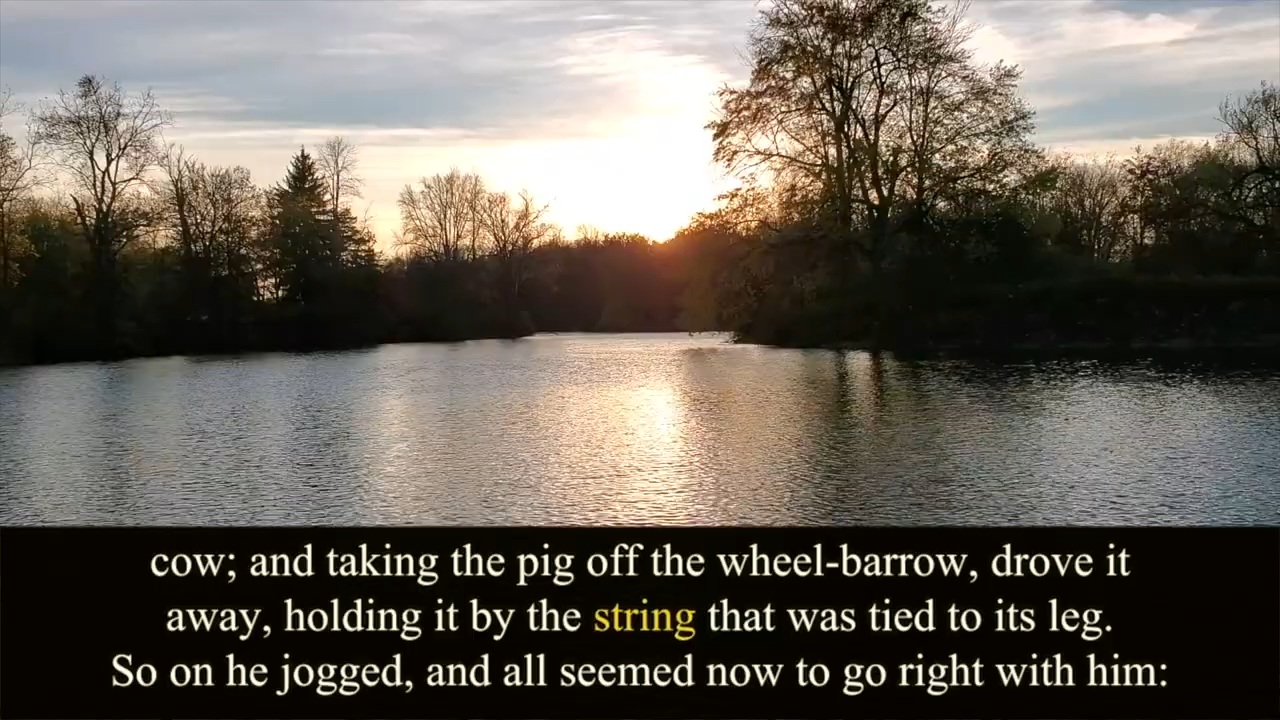 cow; and taking the pig off the wheel-barrow, drove it
away, holding it by the string that was tied to its leg.
So on he jogged, and all seemed now to go right with him: